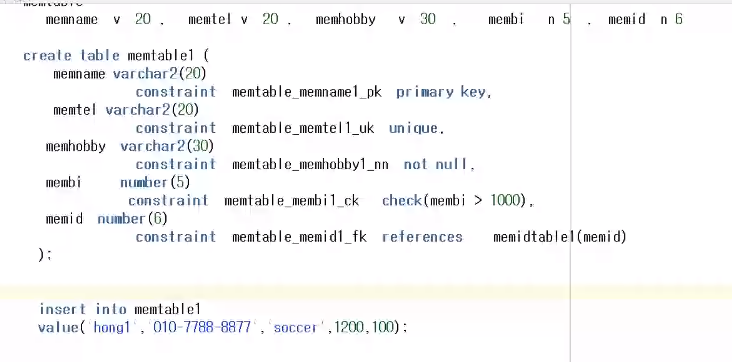 memtable
memname v 20 , memtel v 20 , memhobby v 30 , membi n 5 , memid n 6
create table memtable1 (
memname varchar2(20)
constraint memtable_memname1_pk primary key,
memtel varchar2(20)
constraint memtable_memtel1_uk unique,
memhobby varchar2(30)
constraint memtable_memhobby1_nn not null,
membi number(5)
constraint memtable_membi1_ck check(membi > 1000),
memid number(6)
constraint memtable_memid1_fk references memidtable1(memid)
);
insert into memtable1
value('hong1','010-7788-8877','soccer',1200,100);